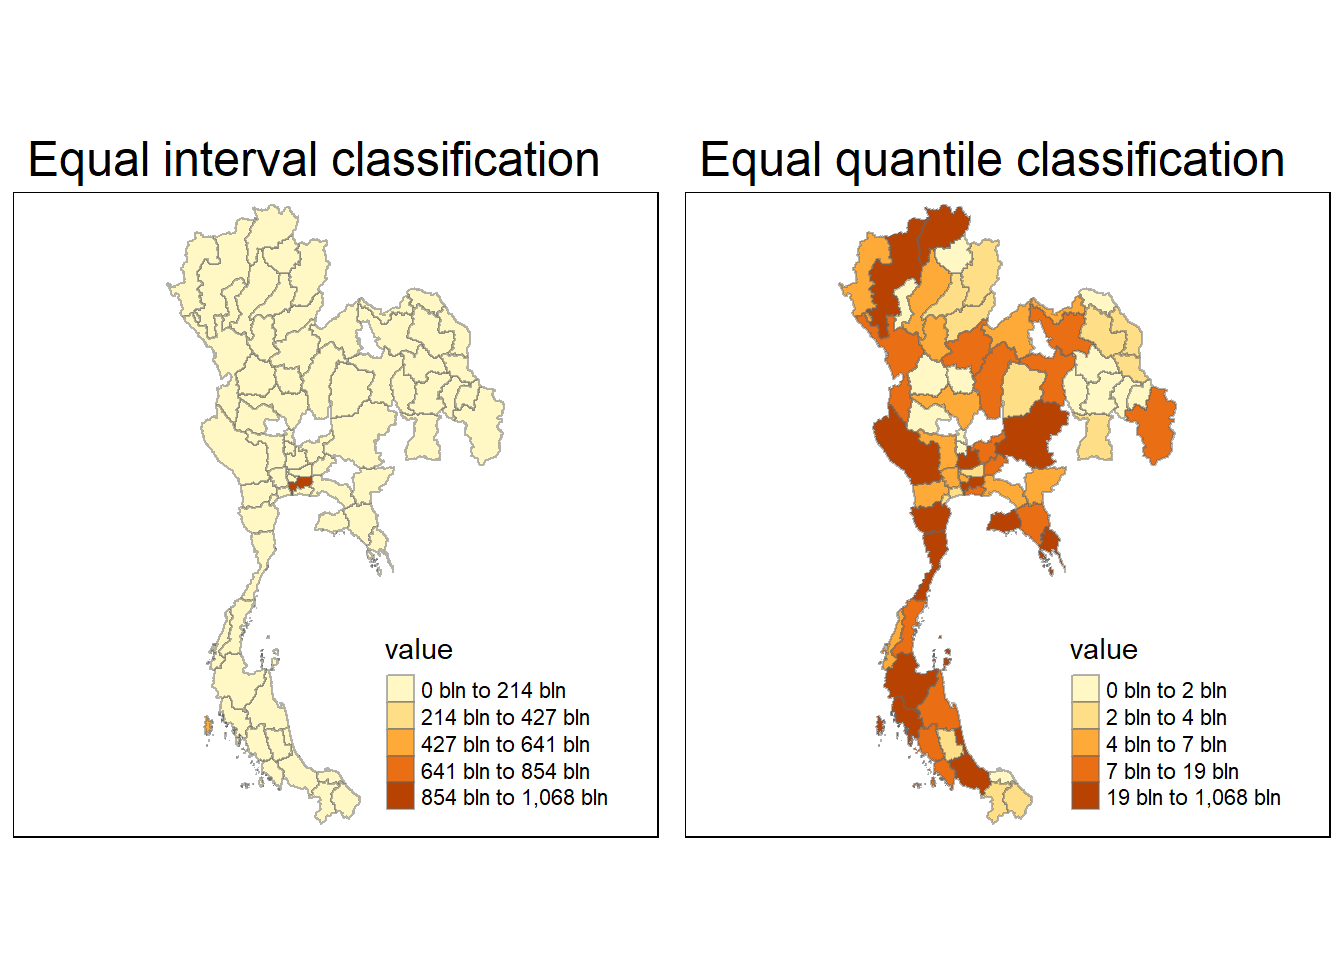 Equal interval classification
value
0 bln to 214 bln
214 bln to 427 bln
427 bln to 641 bln
641 bln to 854 bln
854 bln to 1,068 bln
Equal quantile classification
value
0 bln to 2 bln
2 bln to 4 bln
4 bln to 7 bln
7 bln to 19 bln
19 bln to 1,068 bln